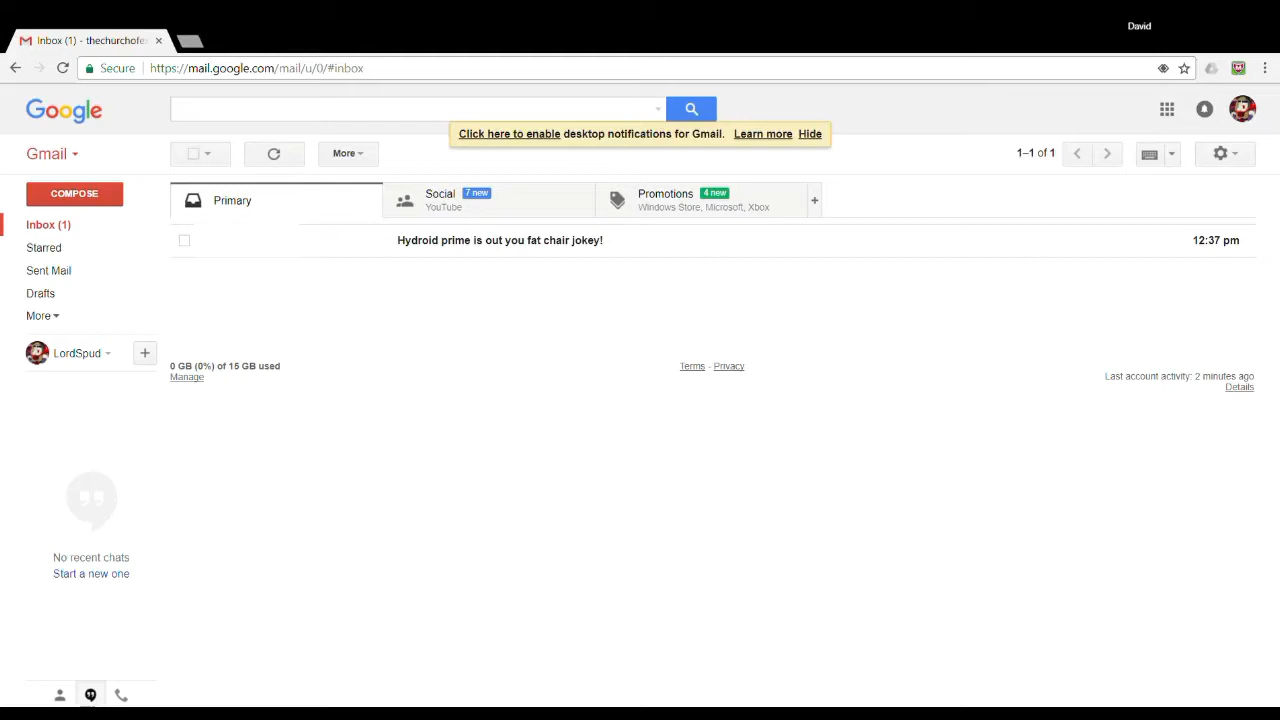 David
Inbox (1) - thechurchofe
Secure
https://mail.google.com/mail/u/0/#inbox
Google
Click here to enable desktop notifications for Gmail. Learn more Hide
Gmail
More
1–1 of 1
COMPOSE
Primary
Social 7 new
YouTube
Promotions 4 new
Windows Store, Microsoft, Xbox
+
Inbox (1)
Hydroid prime is out you fat chair jokey!
12:37 pm
Starred
Sent Mail
Drafts
More
LordSpud
+
0 GB (0%) of 15 GB used
Manage
Terms - Privacy
Last account activity: 2 minutes ago
Details
No recent chats
Start a new one